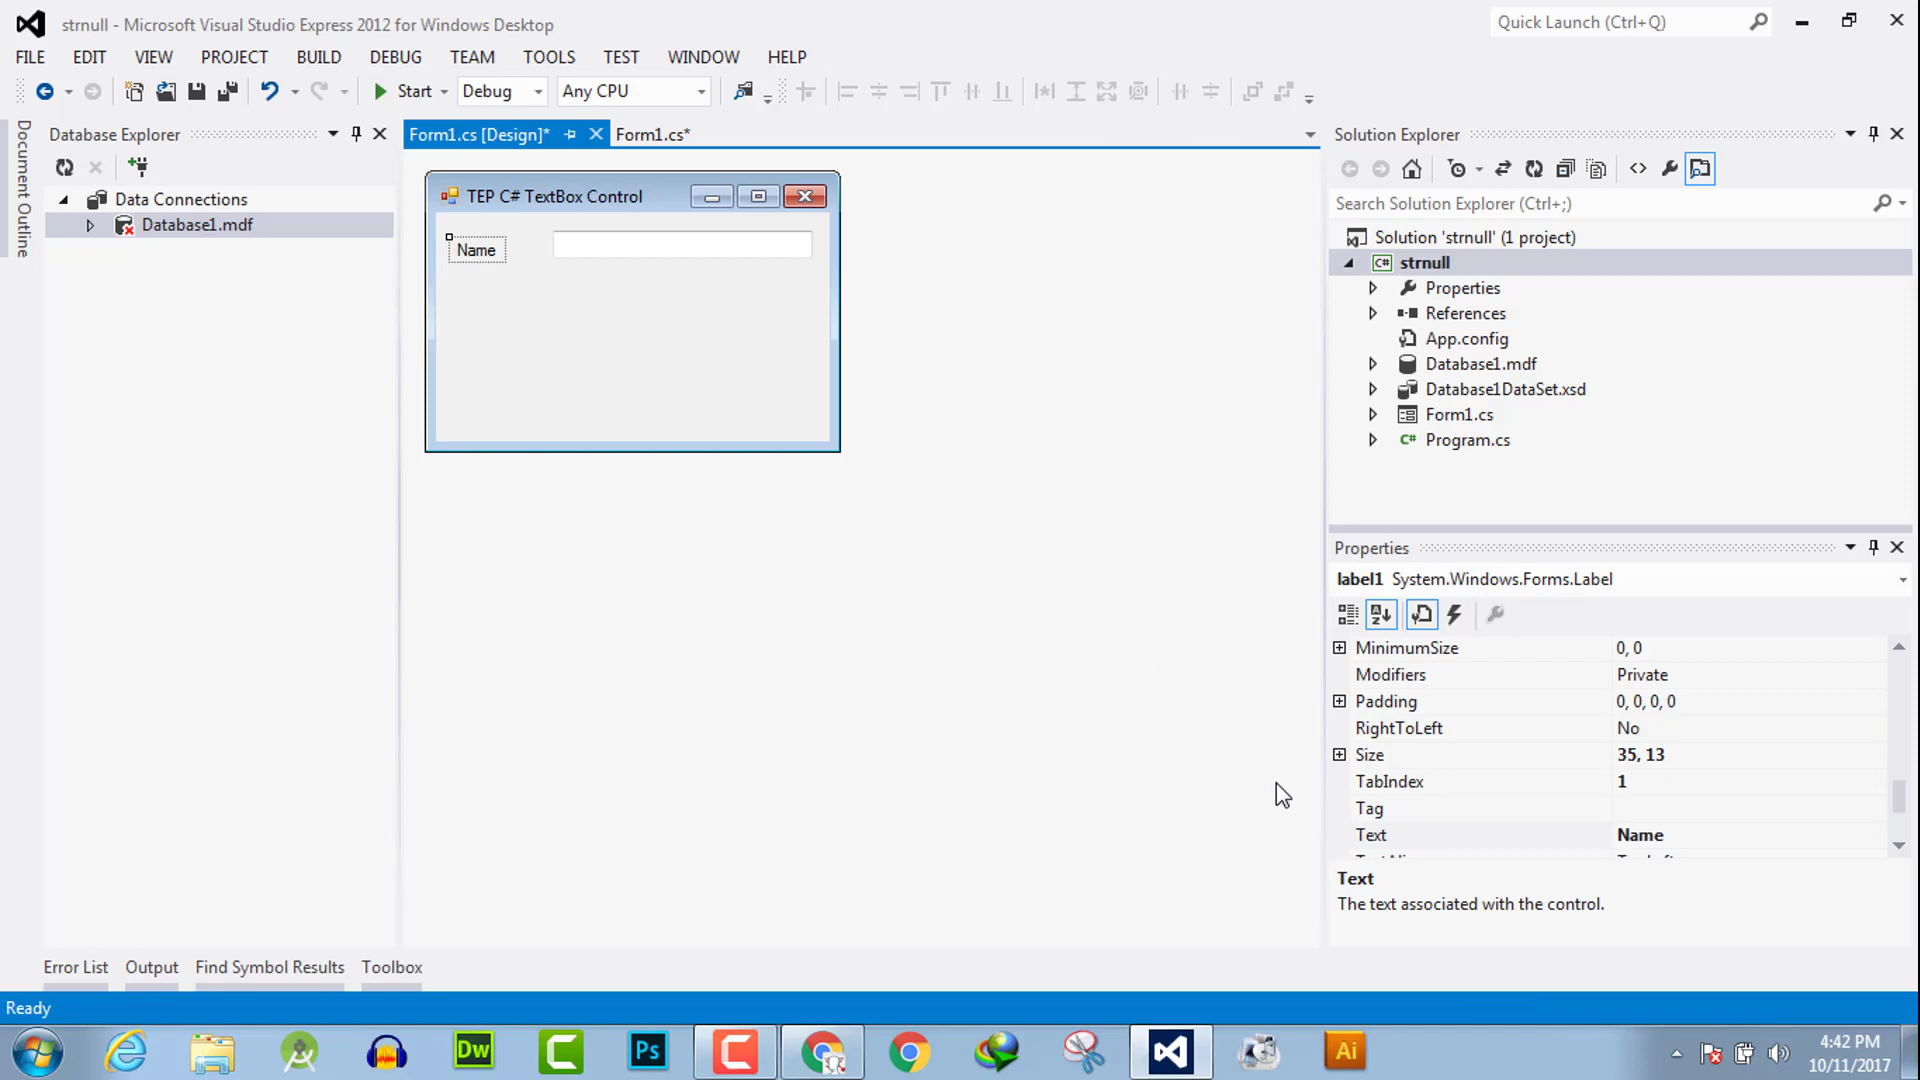 strnull - Microsoft Visual Studio Express 2012 for Windows Desktop
Quick Launch (Ctrl+Q)
FILE EDIT VIEW PROJECT BUILD DEBUG TEAM TOOLS TEST WINDOW HELP
Start Debug Any CPU
Document Outline
Database Explorer
Form1.cs [Design]* Form1.cs*
Solution Explorer
Data Connections
Database1.mdf
TEP C# TextBox Control
Name
Search Solution Explorer (Ctrl+;)
Solution 'strnull' (1 project)
C# strnull
Properties
References
App.config
Database1.mdf
Database1DataSet.xsd
Form1.cs
C# Program.cs
Properties
label1 System.Windows.Forms.Label
MinimumSize 0, 0
Modifiers Private
Padding 0, 0, 0, 0
RightToLeft No
Size 35, 13
TabIndex 1
Tag
Text Name
Text
The text associated with the control.
Error List Output Find Symbol Results Toolbox
Ready
Dw Ps Ai
4:42 PM
10/11/2017